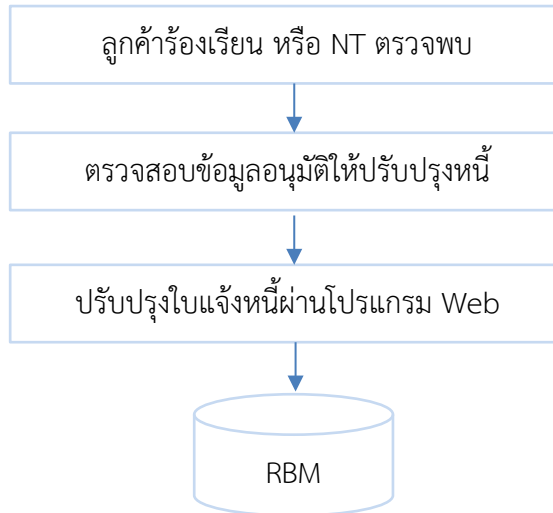 ลูกค้าร้องเรียน หรือ NT ตรวจพบ
ตรวจสอบข้อมูลอนุมัติให้ปรับปรุงหนี้
ปรับปรุงใบแจ้งหนี้ผ่านโปรแกรม Web
RBM